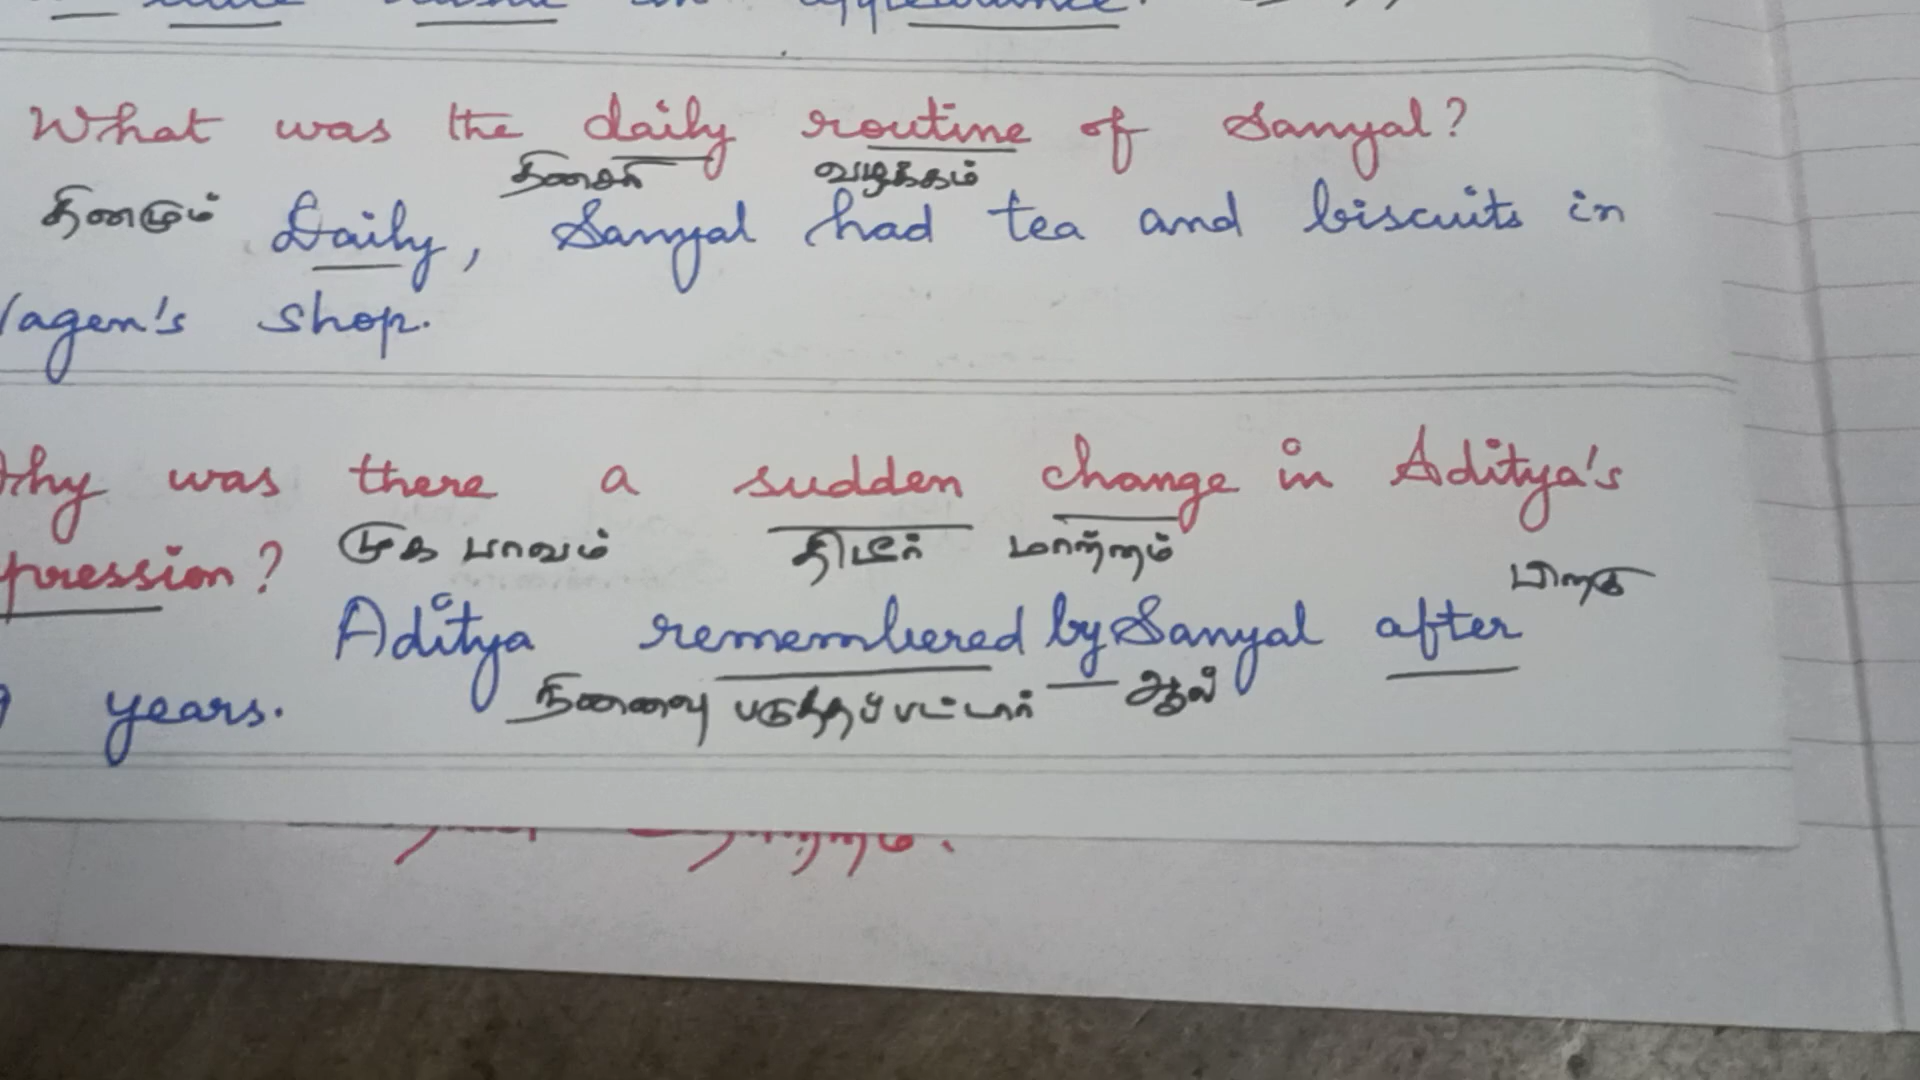 appearance.
What was the daily routine of Sanyal?
தினசரி வழக்கம்
தினமும் Daily, Sanyal had tea and biscuits in
agen's shop.
was there a sudden change in Aditya's
முக பாவம் திடீர் மாற்றம்
பிறகு
Aditya remembered by Sanyal after
years. நினைவு படுத்தப்பட்டார் ஆல்